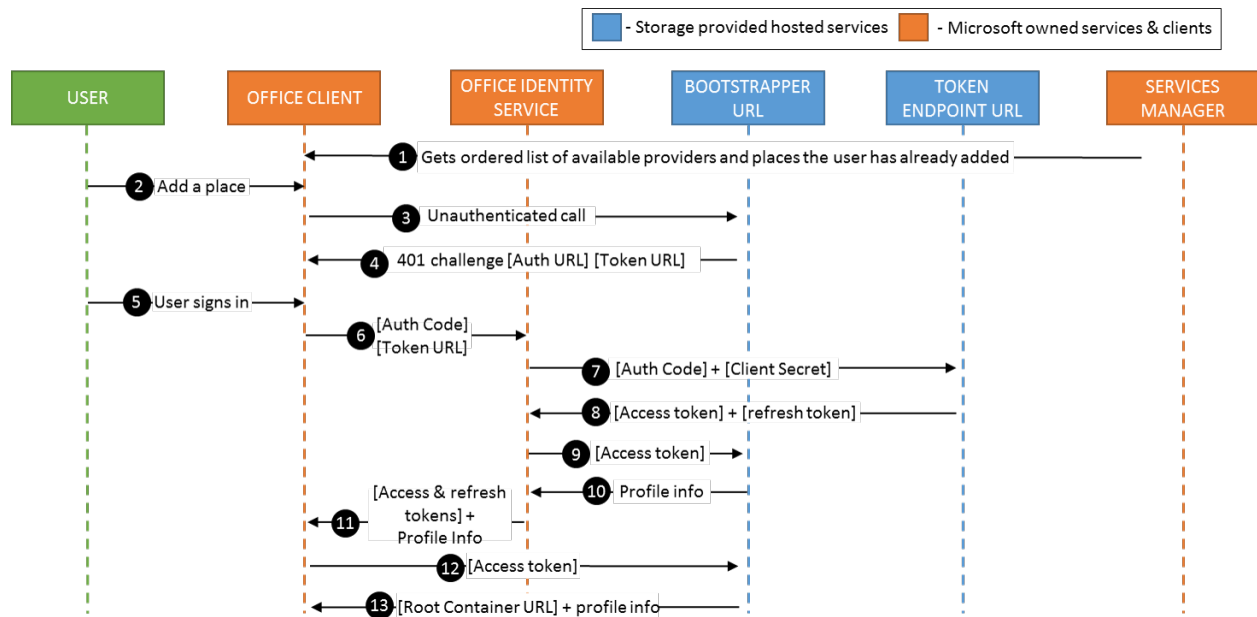 - Storage provided hosted services
- Microsoft owned services & clients
USER
OFFICE CLIENT
OFFICE IDENTITY
SERVICE
BOOTSTRAPPER
URL
TOKEN
ENDPOINT URL
SERVICES
MANAGER
1 Gets ordered list of available providers and places the user has already added
2 Add a place
3 Unauthenticated call
4 401 challenge [Auth URL] [Token URL]
5 User signs in
6 [Auth Code]
[Token URL]
7 [Auth Code] + [Client Secret]
8 [Access token] + [refresh token]
9 [Access token]
10 Profile info
[Access & refresh
11 tokens] +
Profile Info
12 [Access token]
13 [Root Container URL] + profile info